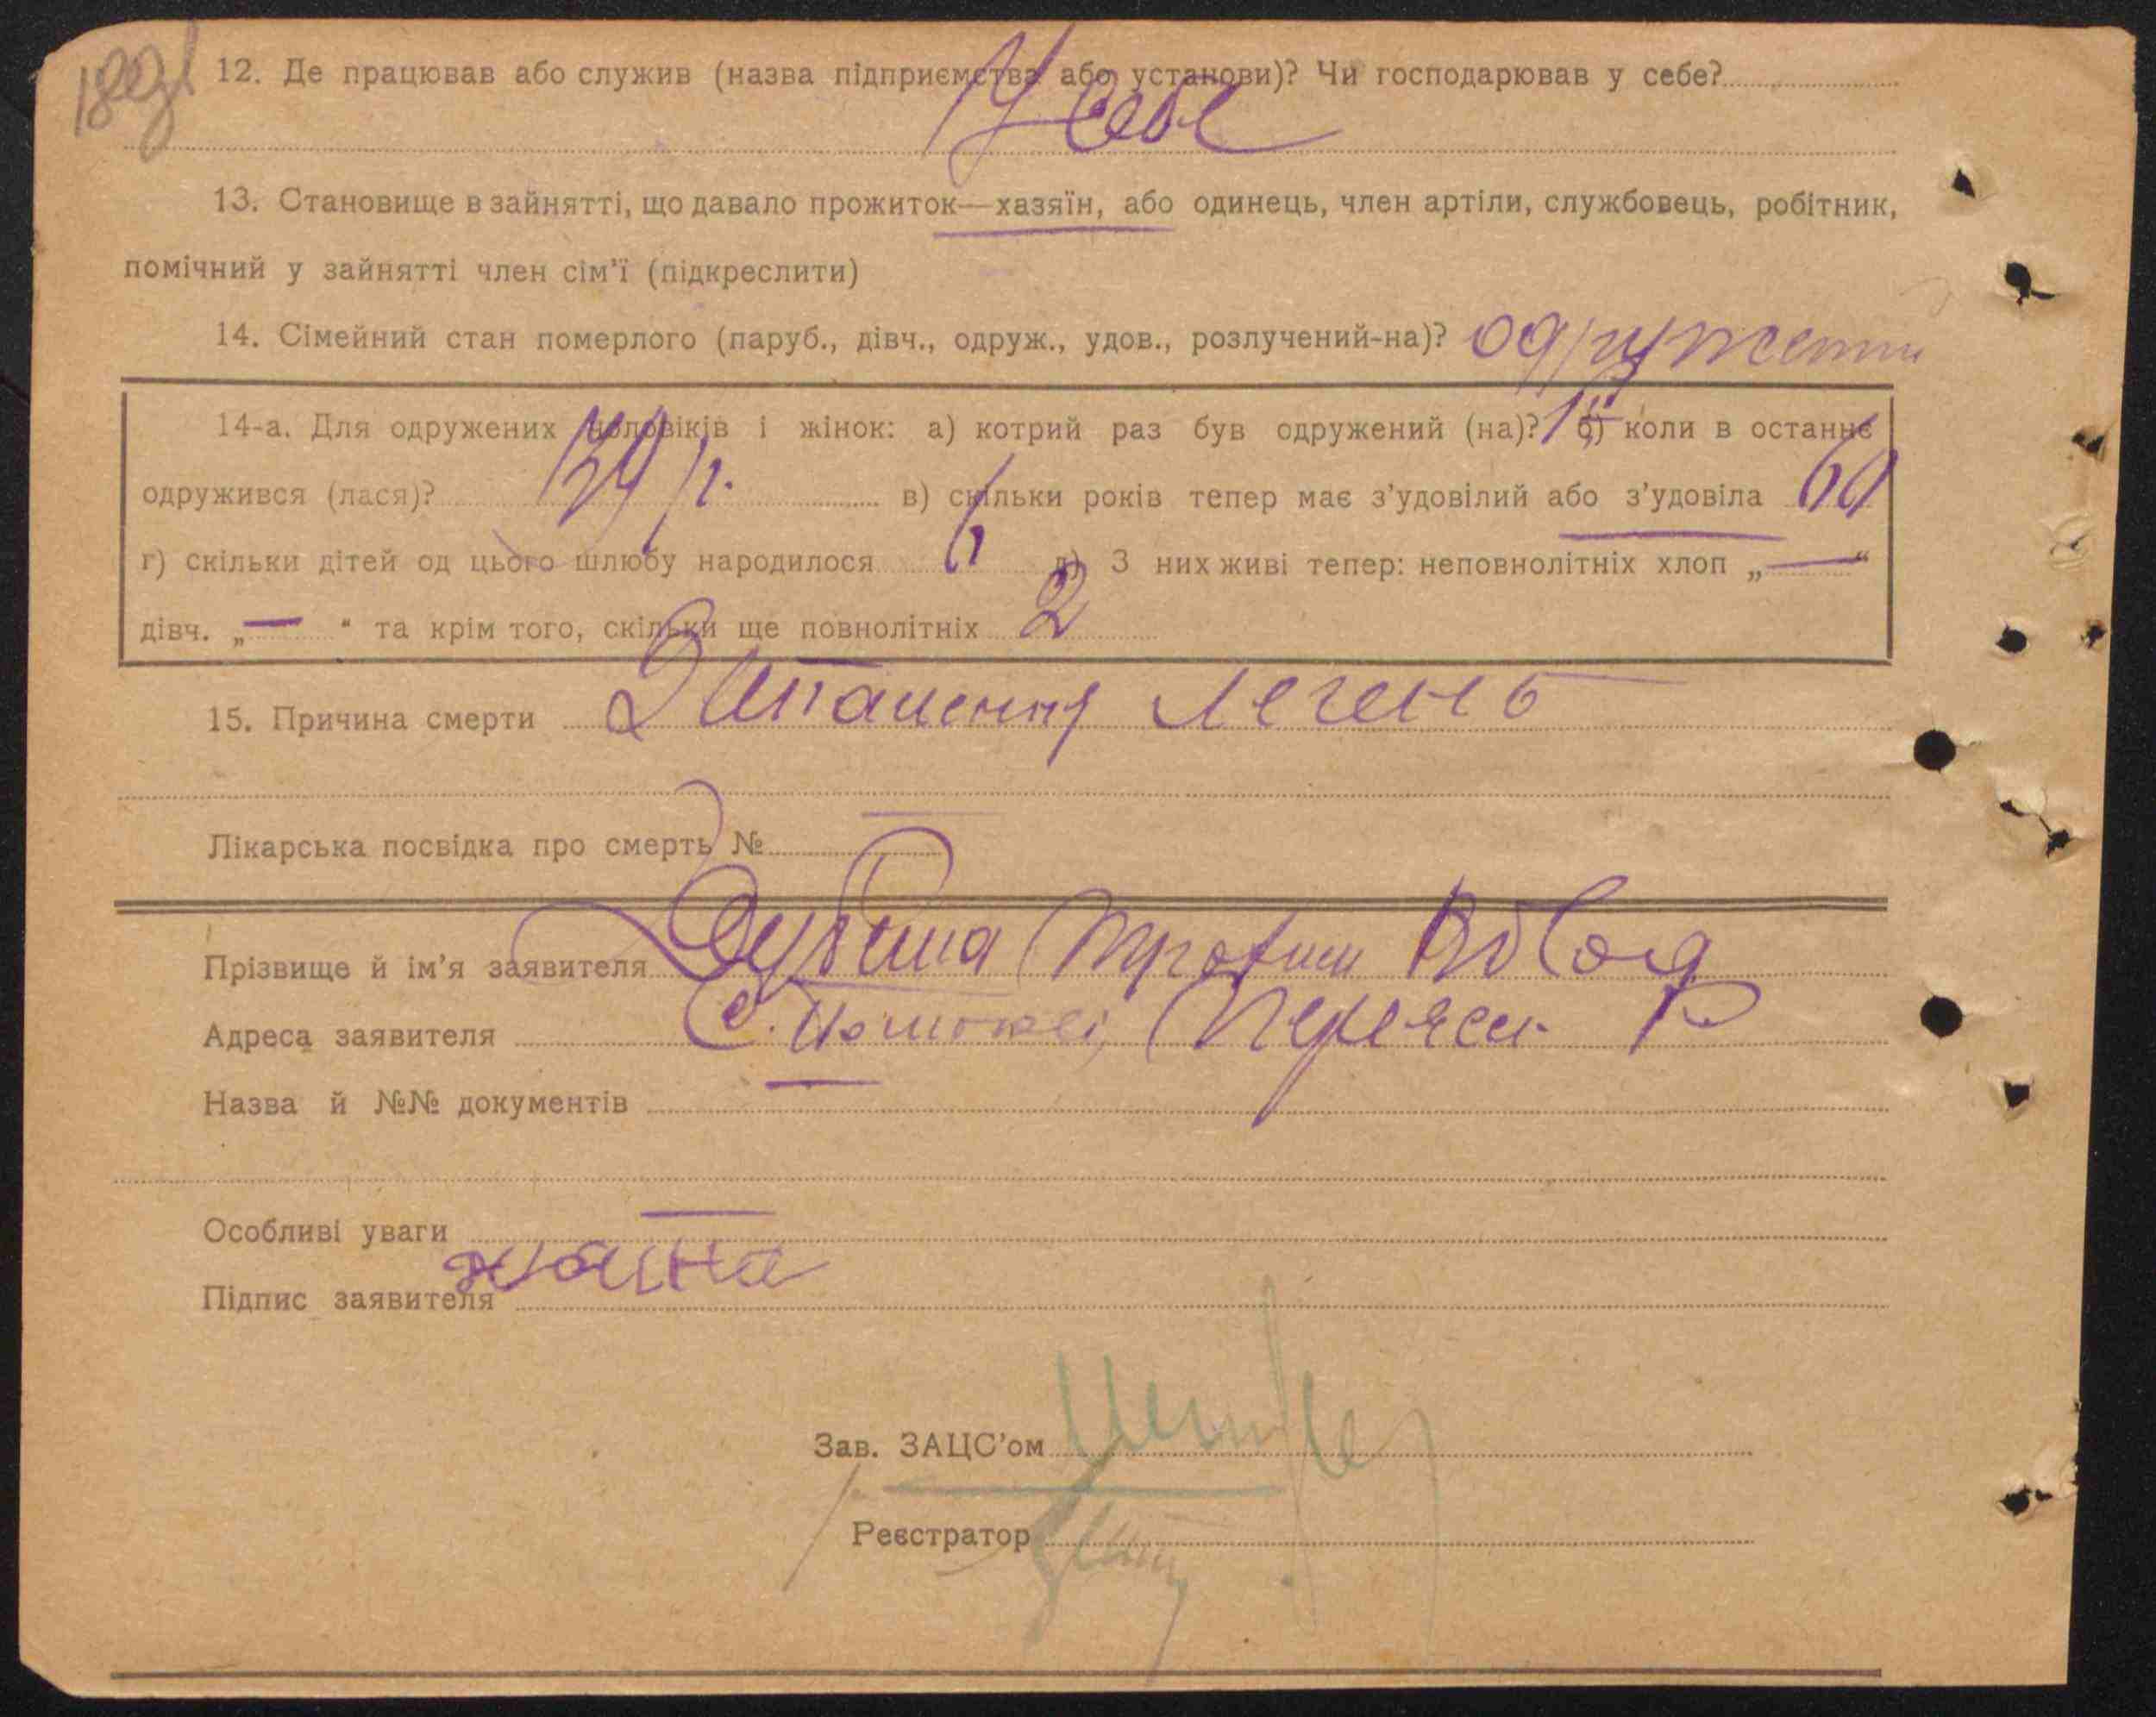 12. Де працював або служив (назва підприємства або установи)? Чи господарював у себе?
У себе
13. Становище в зайнятті, що давало прожиток—хазяїн, або одинець, член артіли, службовець, робітник,
помічний у зайнятті член сім'ї (підкреслити)
14. Сімейний стан померлого (паруб., дівч., одруж., удов., розлучений-на)? одружений
14-а. Для одружених чоловіків і жінок: а) котрий раз був одружений (на)? 1й б) коли в останнє
одружився (лася)? в) скільки років тепер має з'удовілий або з'удовіла 60
г) скільки дітей од цього шлюбу народилося 6 д) З них живі тепер: неповнолітніх хлоп „—"
дівч. „—" та крім того, скільки ще повнолітніх 2
15. Причина смерти Запалення легень
Лікарська посвідка про смерть №
Прізвище й ім'я заявителя Дубина
Адреса заявителя С. Переясл. Р
Назва й №№ документів
Особливі уваги —
Підпис заявителя
Зав. ЗАЦС'ом
Реєстратор